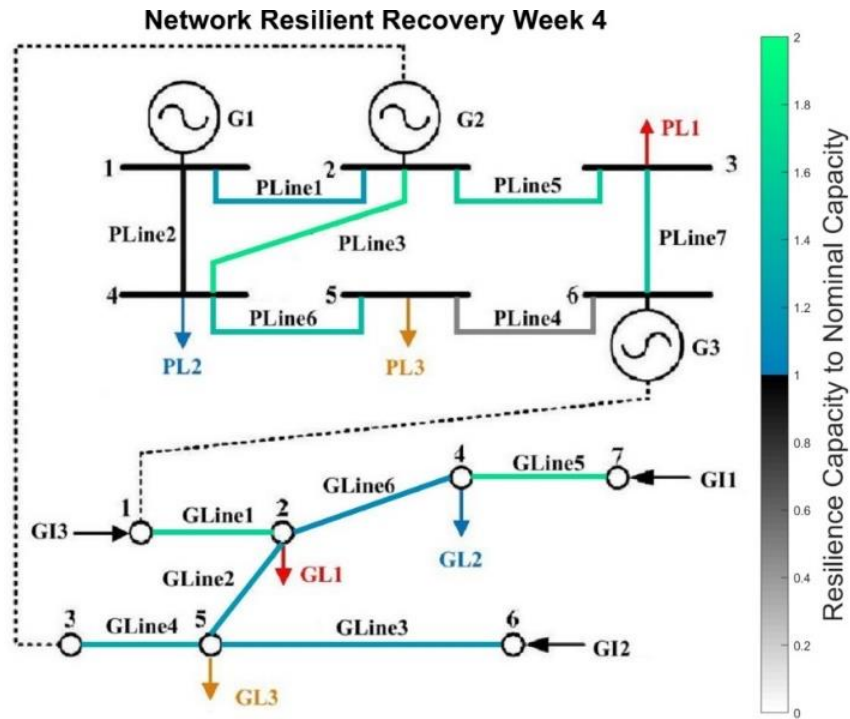 Network Resilient Recovery Week 4
G1
G2
PL1
1
2
3
PLine1
PLine5
PLine2
PLine3
PLine7
4
5
6
PLine6
PLine4
G3
PL2
PL3
4
7
GLine5
GI1
GLine6
1
2
GLine1
GI3
GL2
GLine2
GL1
3
5
6
GLine4
GLine3
GI2
GL3
2
1.8
1.6
1.4
1.2
1
0.8
0.6
0.4
0.2
0
Resilience Capacity to Nominal Capacity